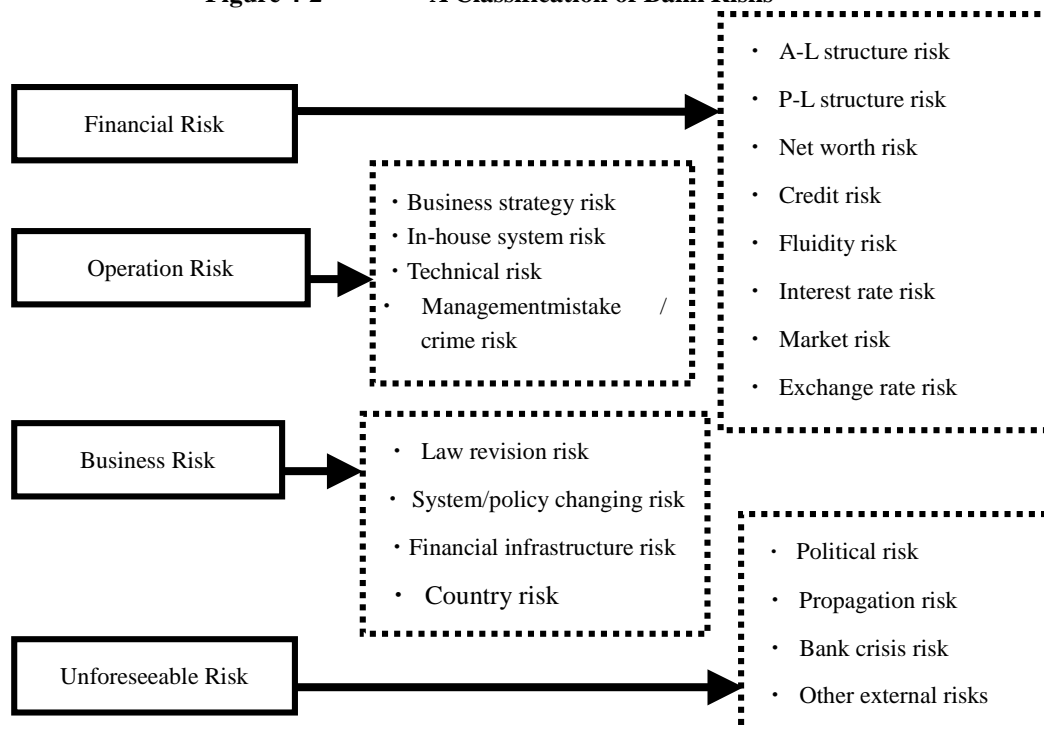 Figure 4-2 A Classification of Bank Risks
Financial Risk
・ A-L structure risk
・ P-L structure risk
・ Net worth risk
・ Credit risk
・ Fluidity risk
・ Interest rate risk
・ Market risk
・ Exchange rate risk
Operation Risk
・Business strategy risk
・In-house system risk
・Technical risk
・ Managementmistake /
crime risk
Business Risk
・ Law revision risk
・ System/policy changing risk
・Financial infrastructure risk
・ Country risk
Unforeseeable Risk
・ Political risk
・ Propagation risk
・ Bank crisis risk
・ Other external risks